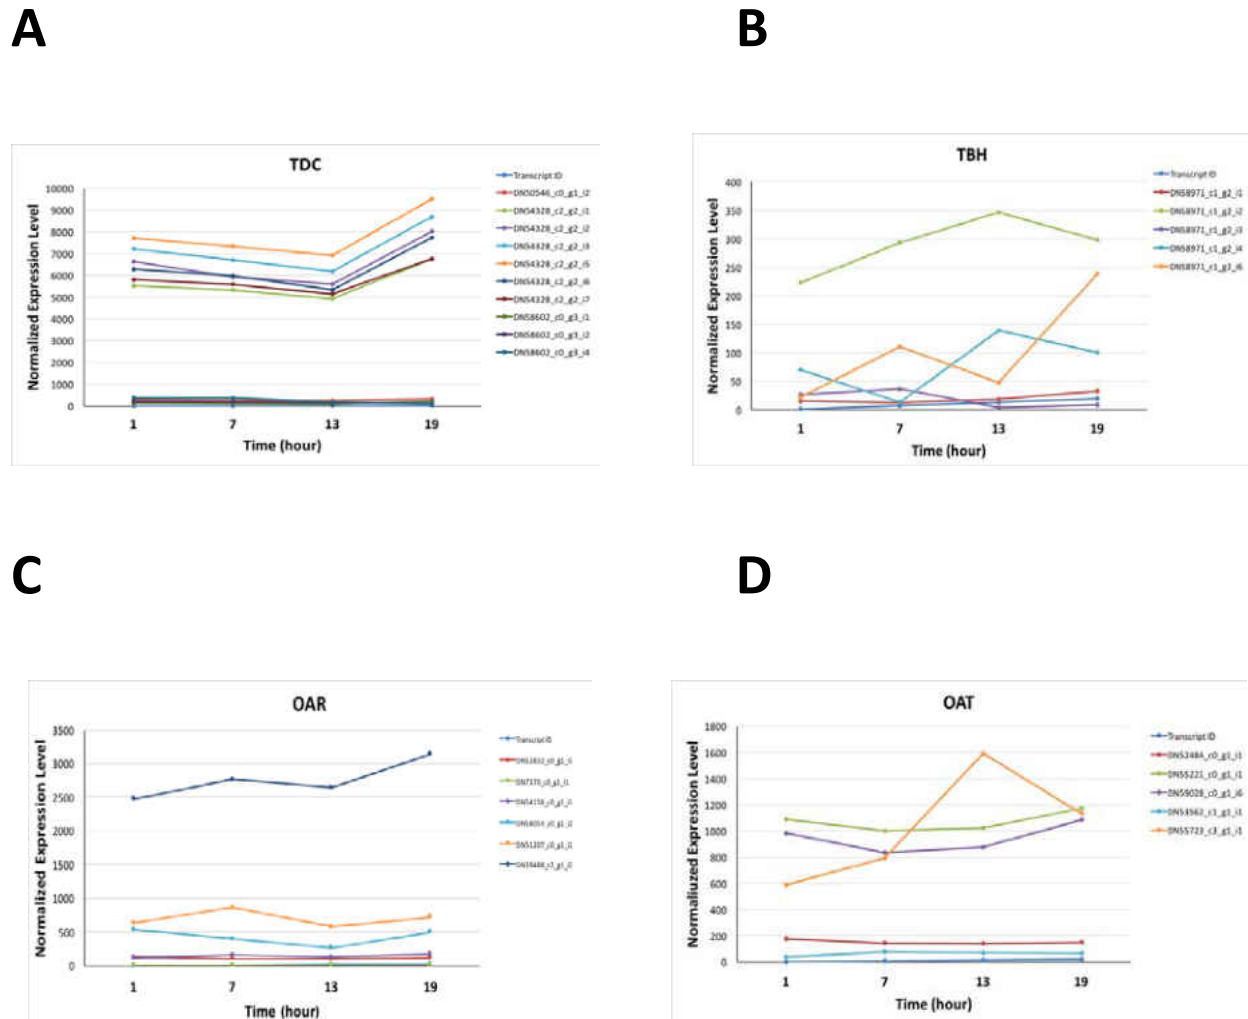 A
B
TDC
Normalized Expression Level
10000
9000
8000
7000
6000
5000
4000
3000
2000
1000
0
1 7 13 19
Time (hour)
Transcript ID
DN50546_c0_g1_i2
DN54328_c2_g2_i1
DN54328_c2_g2_i2
DN54328_c2_g2_i3
DN54328_c2_g2_i5
DN54328_c2_g2_i6
DN54328_c2_g2_i7
DN58602_c0_g3_i1
DN58602_c0_g3_i2
DN58602_c0_g3_i4
TBH
Normalized Expression Level
400
350
300
250
200
150
100
50
0
1 7 13 19
Time (hour)
Transcript ID
DN58971_c1_g2_i1
DN58971_c1_g2_i2
DN58971_c1_g2_i3
DN58971_c1_g2_i4
DN58971_c1_g2_i6
C
D
OAR
Normalized Expression Level
3500
3000
2500
2000
1500
1000
500
0
1 7 13 19
Time (hour)
Transcript ID
OAT
Normaliuzed Expression Level
1800
1600
1400
1200
1000
800
600
400
200
0
1 7 13 19
Time (hour)
Transcript ID
DN52484_c0_g1_i1
DN55221_c0_g1_i1
DN59028_c0_g1_i6
DN53562_c1_g1_i1
DN55723_c3_g1_i1